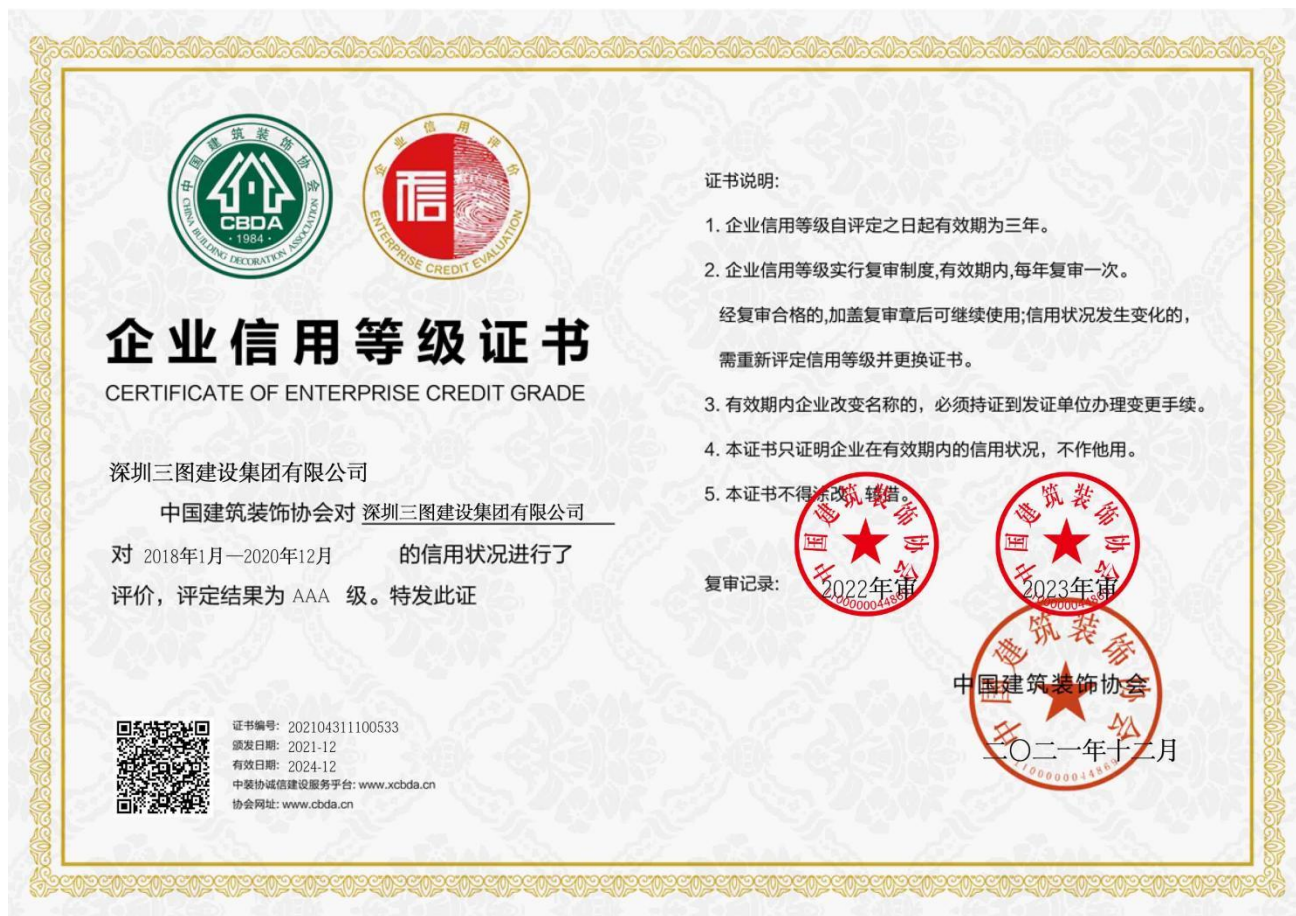 中国建筑装饰协会
CBDA
·1984·
CHINA BUILDING DECORATION ASSOCIATION
企业信用评价
信
ENTERPRISE CREDIT EVALUATION
企业信用等级证书
CERTIFICATE OF ENTERPRISE CREDIT GRADE
深圳三图建设集团有限公司
中国建筑装饰协会对 深圳三图建设集团有限公司
对 2018年1月—2020年12月 的信用状况进行了
评价，评定结果为 AAA 级。特发此证
证书编号: 202104311100533
颁发日期: 2021-12
有效日期: 2024-12
中装协诚信建设服务平台: www.xcbda.cn
协会网址: www.cbda.cn
证书说明:
1. 企业信用等级自评定之日起有效期为三年。
2. 企业信用等级实行复审制度,有效期内,每年复审一次。
经复审合格的,加盖复审章后可继续使用;信用状况发生变化的,
需重新评定信用等级并更换证书。
3. 有效期内企业改变名称的，必须持证到发证单位办理变更手续。
4. 本证书只证明企业在有效期内的信用状况，不作他用。
5. 本证书不得涂改、转借。
复审记录:
中国建筑装饰协会
2022年审
中国建筑装饰协会
2023年审
中国建筑装饰协会
中国建筑装饰协会
二〇二一年十二月
1100000044869